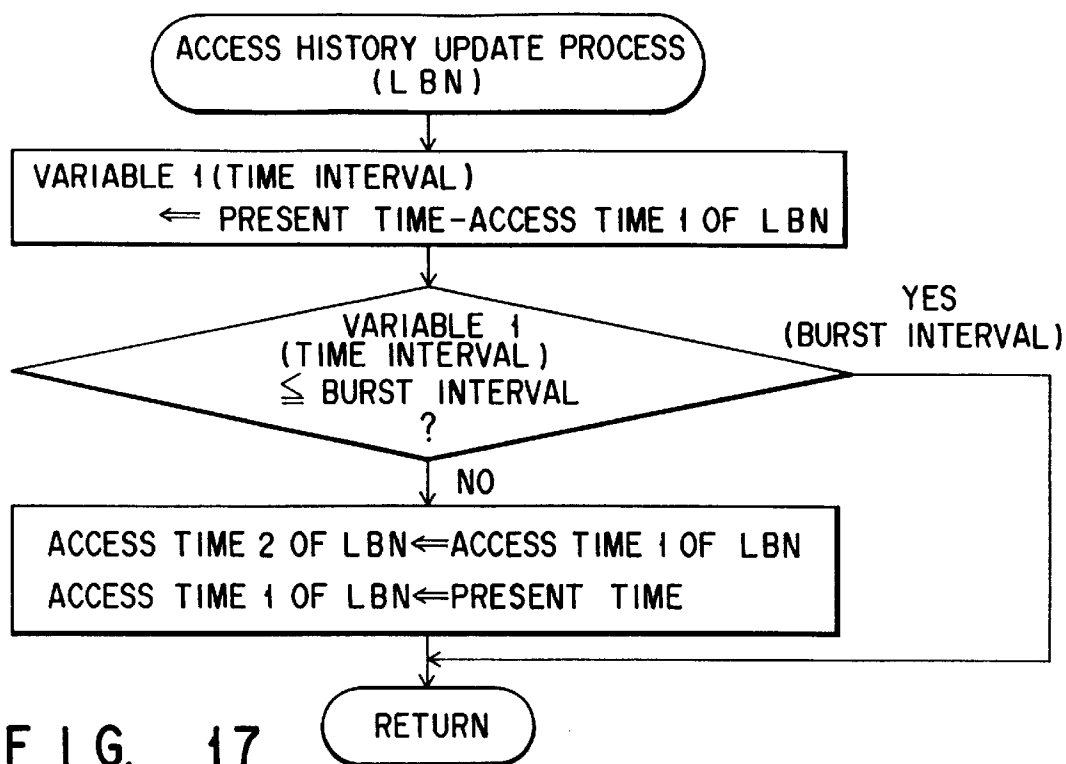 ACCESS HISTORY UPDATE PROCESS
(LBN)
VARIABLE 1(TIME INTERVAL)
⇐ PRESENT TIME-ACCESS TIME 1 OF LBN
VARIABLE 1
(TIME INTERVAL)
≦ BURST INTERVAL
?
YES
(BURST INTERVAL)
NO
ACCESS TIME 2 OF LBN⇐ACCESS TIME 1 OF LBN
ACCESS TIME 1 OF LBN⇐PRESENT TIME
RETURN
FIG. 17